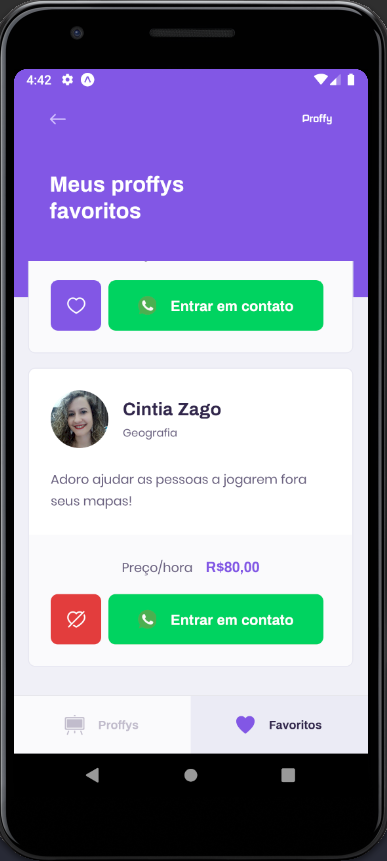 4:42
Proffy
Meus proffys
favoritos
Entrar em contato
Cintia Zago
Geografia
Adoro ajudar as pessoas a jogarem fora
seus mapas!
Preço/hora R$80,00
Entrar em contato
Proffys
Favoritos